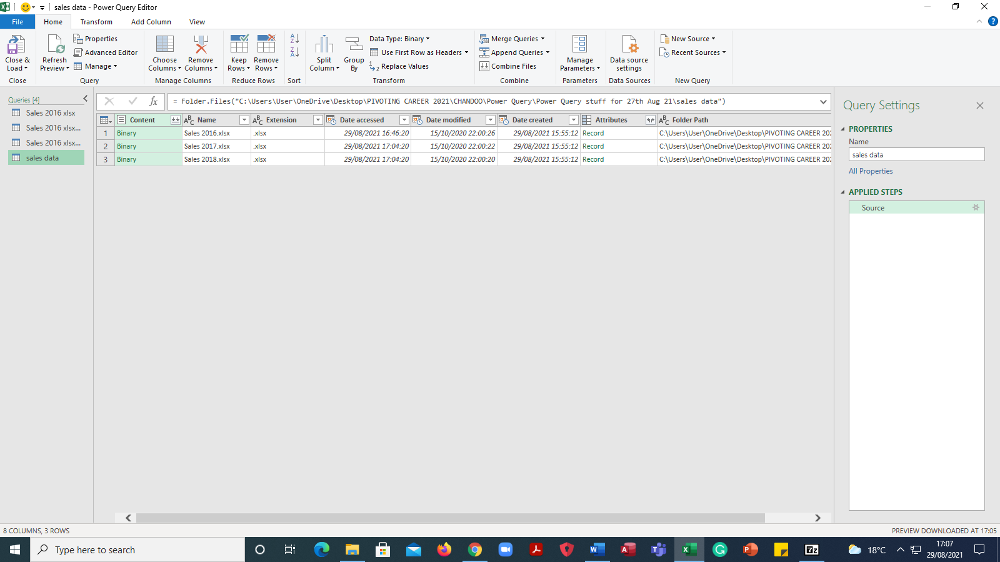 sales data - Power Query Editor
File Home Transform Add Column View
Close & Load
Close
Refresh Preview
Properties
Advanced Editor
Manage
Query
Choose Columns
Remove Columns
Manage Columns
Keep Rows
Remove Rows
Reduce Rows
Sort
Split Column
Group By
Data Type: Binary
Use First Row as Headers
Replace Values
Transform
Merge Queries
Append Queries
Combine Files
Combine
Manage Parameters
Parameters
Data source settings
Data Sources
New Source
Recent Sources
New Query
Queries [4]
Sales 2016 xlsx
Sales 2016 xlsx...
Sales 2016 xlsx...
sales data
= Folder.Files("C:\Users\User\OneDrive\Desktop\PIVOTING CAREER 2021\CHANDOO\Power Query\Power Query stuff for 27th Aug 21\sales data")
Content Name Extension Date accessed Date modified Date created Attributes Folder Path
1 Binary Sales 2016.xlsx .xlsx 29/08/2021 16:46:20 15/10/2020 22:00:26 29/08/2021 15:55:12 Record C:\Users\User\OneDrive\Desktop\PIVOTING CAREER 202
2 Binary Sales 2017.xlsx .xlsx 29/08/2021 17:04:20 15/10/2020 22:00:22 29/08/2021 15:55:12 Record C:\Users\User\OneDrive\Desktop\PIVOTING CAREER 202
3 Binary Sales 2018.xlsx .xlsx 29/08/2021 17:04:20 15/10/2020 22:00:20 29/08/2021 15:55:12 Record C:\Users\User\OneDrive\Desktop\PIVOTING CAREER 202
Query Settings
PROPERTIES
Name
sales data
All Properties
APPLIED STEPS
Source
8 COLUMNS, 3 ROWS
PREVIEW DOWNLOADED AT 17:05
Type here to search
18°C
17:07
29/08/2021